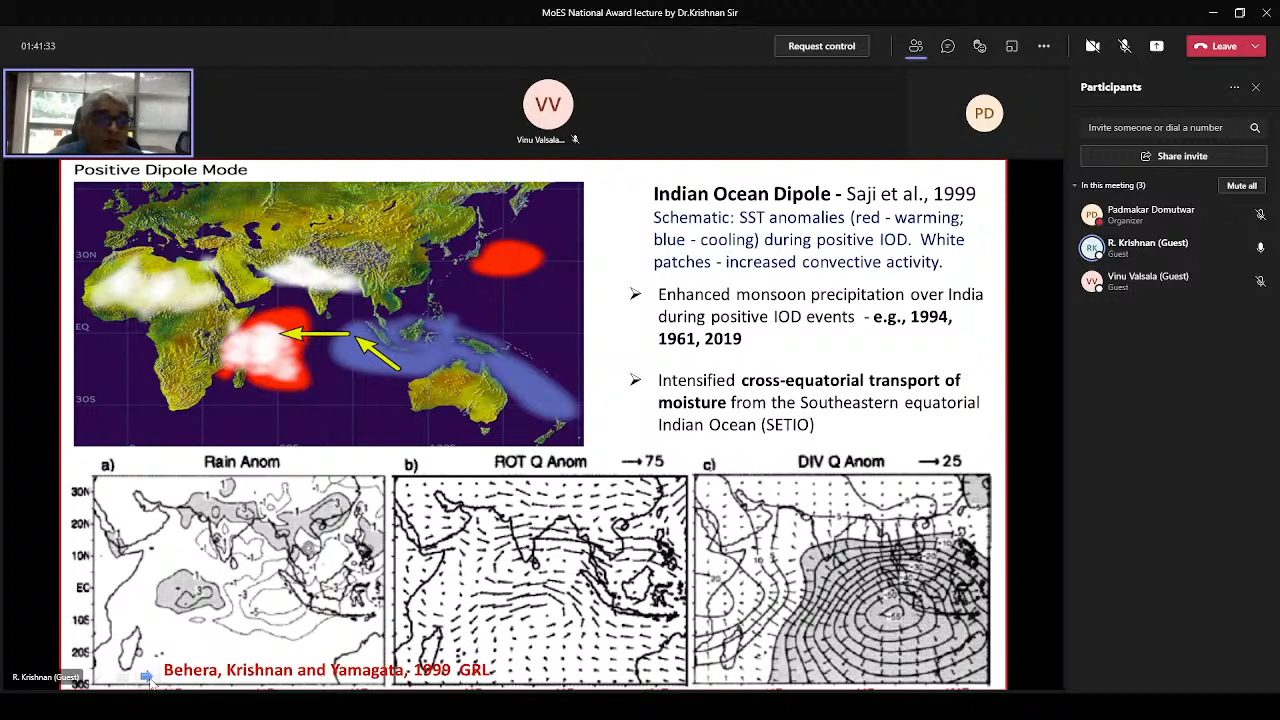 MoES National Award lecture by Dr.Krishnan Sir
01:41:33
Request control
Leave
VV
Vinu Valsala...
PD
Participants
Invite someone or dial a number
Share invite
In this meeting (3)
Mute all
PD
Padmakar Domutwar
Organizer
RK
R. Krishnan (Guest)
Guest
VV
Vinu Valsala (Guest)
Guest
Positive Dipole Mode
30N
EQ
30S
Indian Ocean Dipole - Saji et al., 1999
Schematic: SST anomalies (red - warming;
blue - cooling) during positive IOD. White
patches - increased convective activity.
Enhanced monsoon precipitation over India
during positive IOD events - e.g., 1994,
1961, 2019
Intensified cross-equatorial transport of
moisture from the Southeastern equatorial
Indian Ocean (SETIO)
a) Rain Anom
b) ROT Q Anom →75
c) DIV Q Anom →25
30N
20N
10N
EQ
10S
20S
30S
Behera, Krishnan and Yamagata, 1999 GRL
R. Krishnan (Guest)